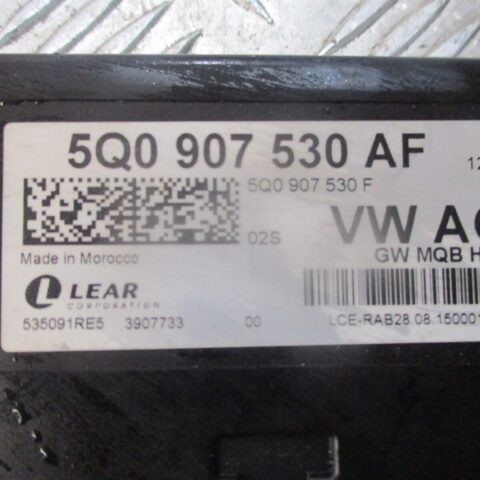 5Q0 907 530 AF 12
5Q0 907 530 F
02S VW AG
GW MQB H
Made in Morocco
LEAR
CORPORATION
535091RE5 3907733 00 LCE-RAB28.08.150001